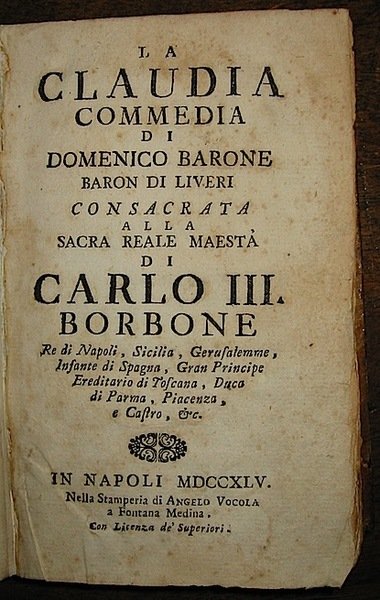 LA
CLAUDIA
COMMEDIA
DI
DOMENICO BARONE
BARON DI LIVERI
CONSACRATA
ALLA
SACRA REALE MAESTÀ
DI
CARLO III.
BORBONE
Re di Napoli, Sicilia, Gerusalemme,
Infante di Spagna, Gran Principe
Ereditario di Toscana, Duca
di Parma, Piacenza,
e Castro, &c.
IN NAPOLI MDCCXLV.
Nella Stamperia di ANGELO VOCOLA
a Fontana Medina.
Con Licenza de' Superiori.